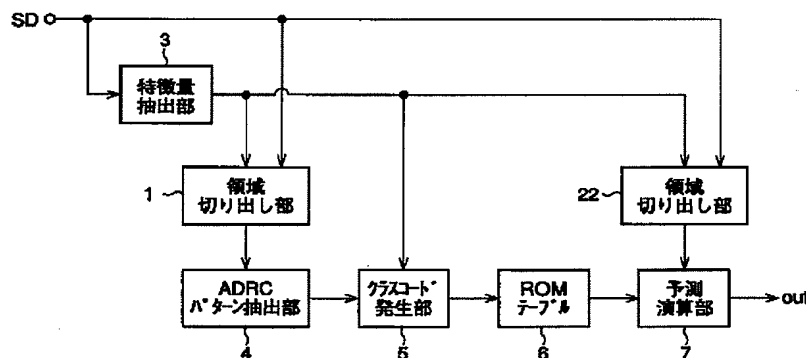 SD
3
特徴量
抽出部
1
領域
切り出し部
22
領域
切り出し部
ADRC
パターン抽出部
クラスコード
発生部
ROM
テーブル
予測
演算部
out
4
5
6
7